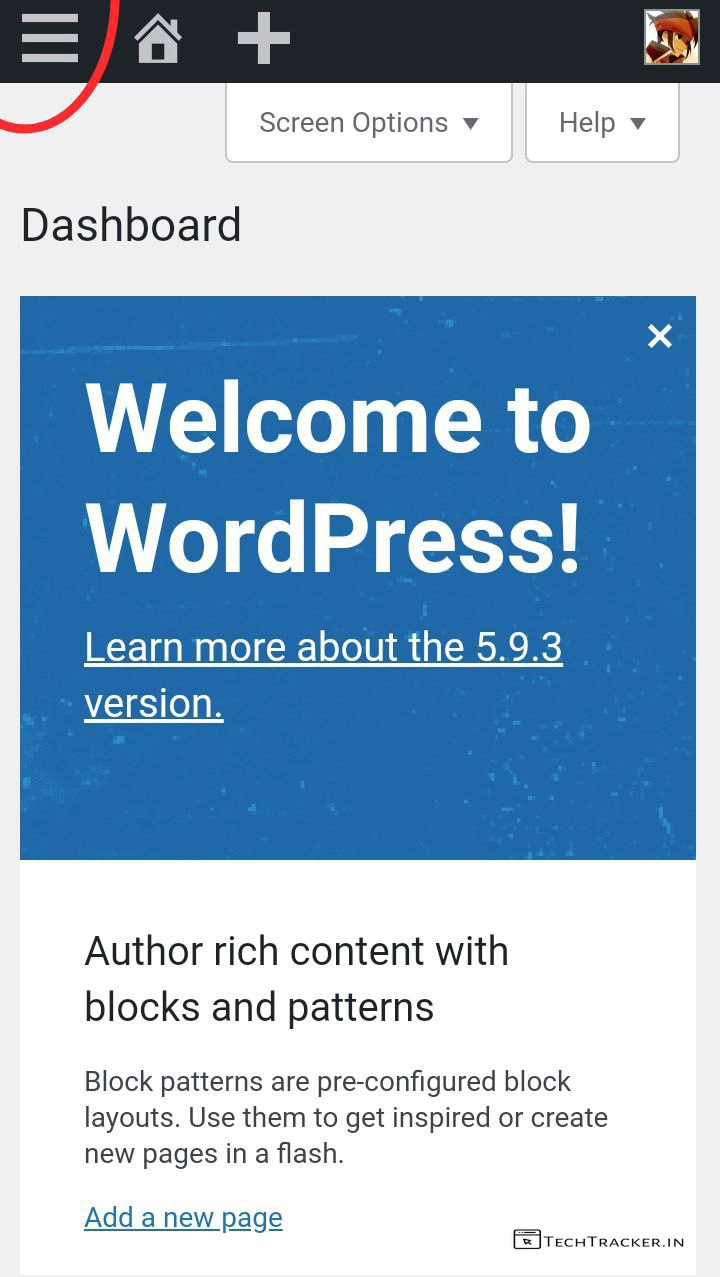 Screen Options ▼
Help ▼
Dashboard
Welcome to
WordPress!
Learn more about the 5.9.3
version.
Author rich content with
blocks and patterns
Block patterns are pre-configured block
layouts. Use them to get inspired or create
new pages in a flash.
Add a new page
TECHTRACKER.IN